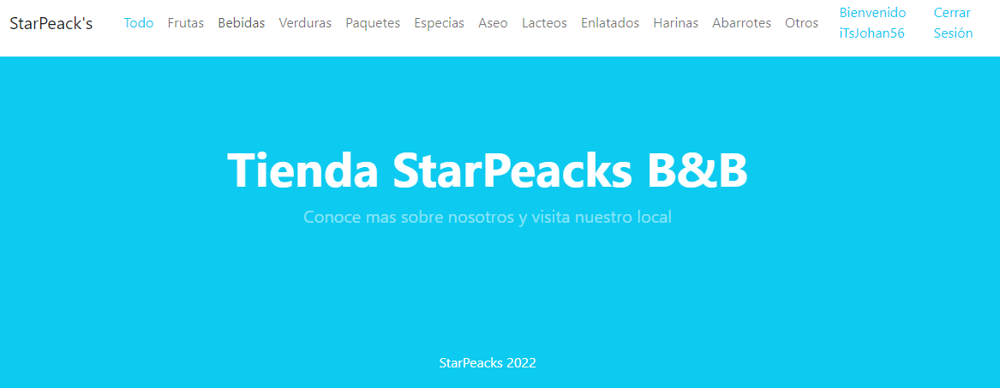 StarPeack's Todo Frutas Bebidas Verduras Paquetes Especias Aseo Lacteos Enlatados Harinas Abarrotes Otros
Bienvenido iTsJohan56
Cerrar Sesión
Tienda StarPeacks B&B
Conoce mas sobre nosotros y visita nuestro local
StarPeacks 2022